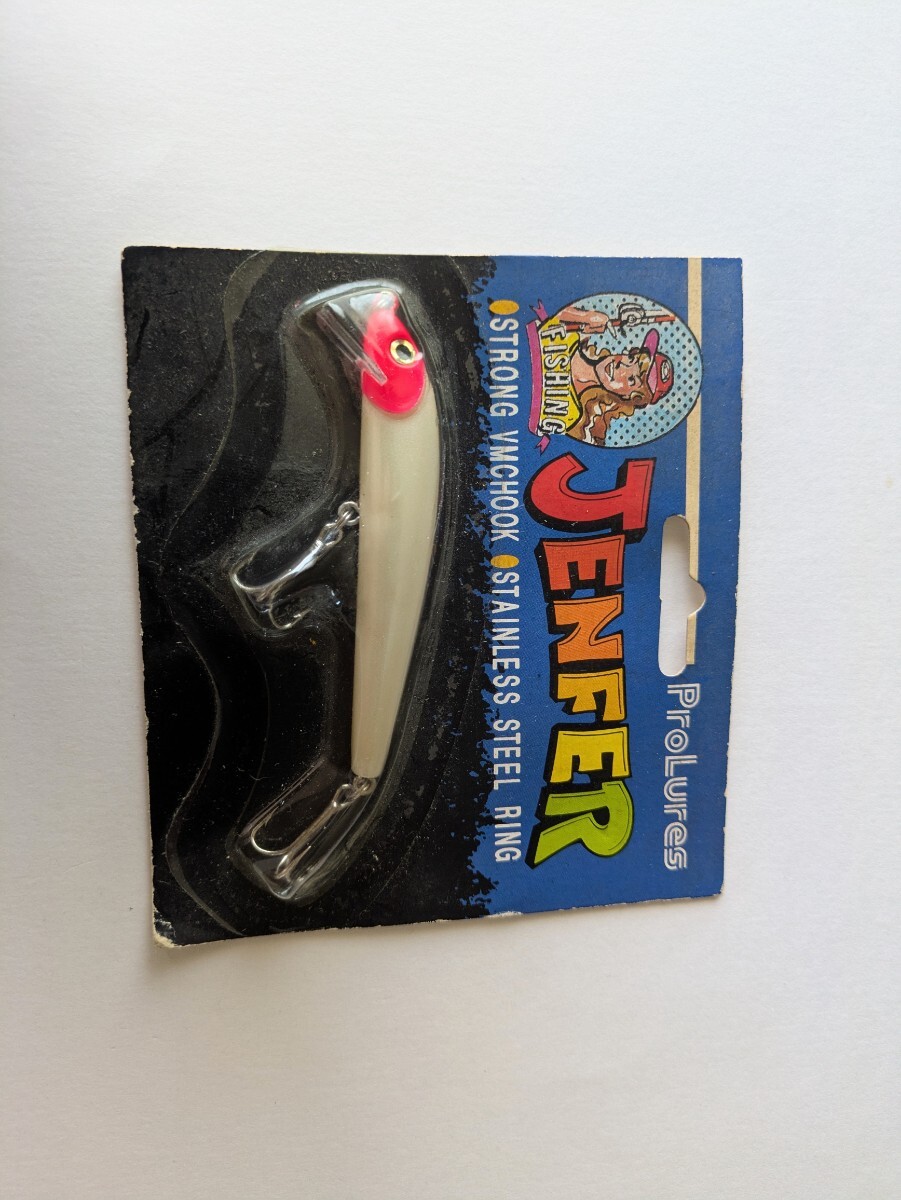 ProLures
FISHING
JENFER
STRONG VMCHOOK STAINLESS STEEL RING